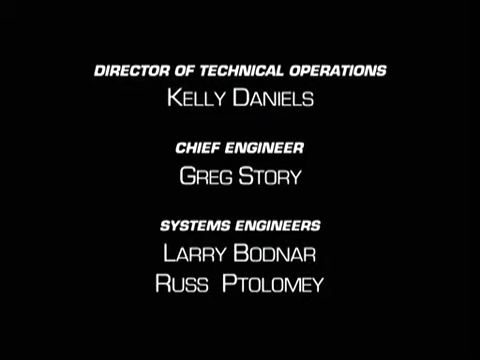 DIRECTOR OF TECHNICAL OPERATIONS
KELLY DANIELS
CHIEF ENGINEER
GREG STORY
SYSTEMS ENGINEERS
LARRY BODNAR
RUSS PTOLOMEY